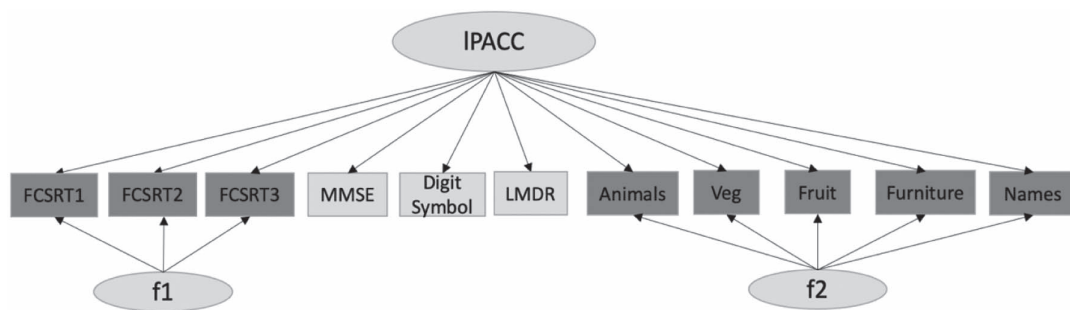 lPACC
FCSRT1
FCSRT2
FCSRT3
MMSE
Digit
Symbol
LMDR
Animals
Veg
Fruit
Furniture
Names
f1
f2